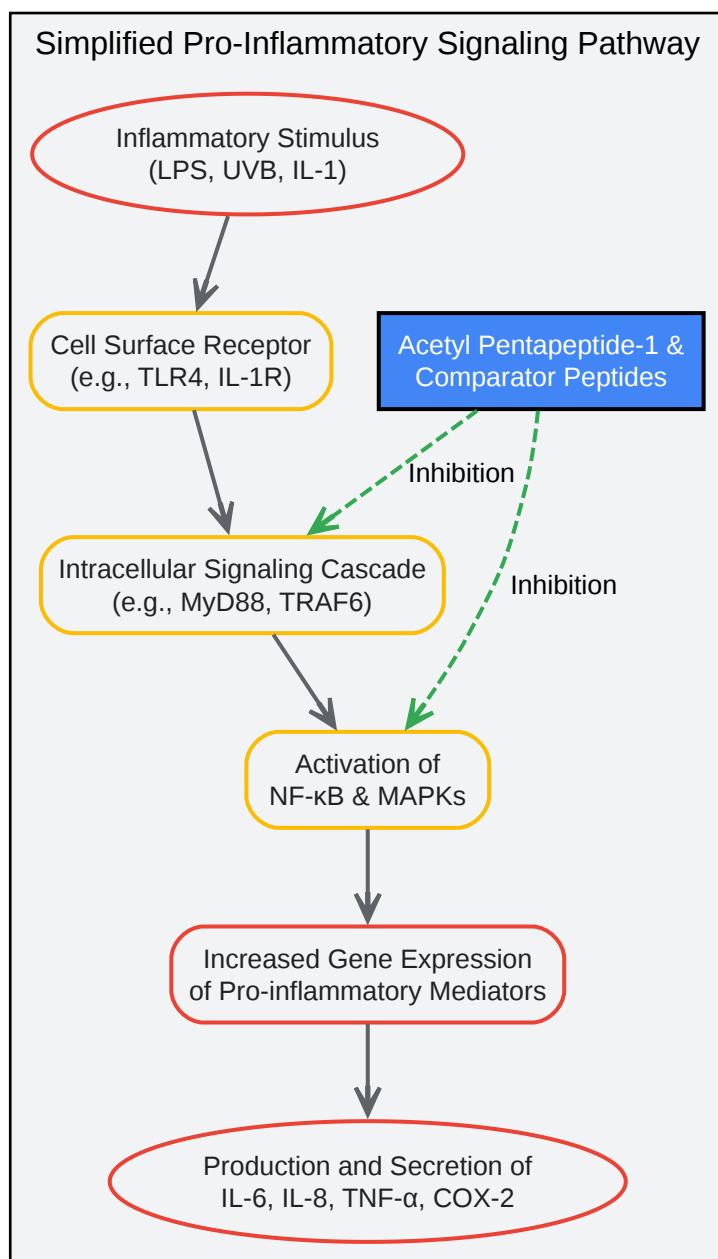 Simplified Pro-Inflammatory Signaling Pathway
Inflammatory Stimulus
(LPS, UVB, IL-1)
Cell Surface Receptor
(e.g., TLR4, IL-1R)
Acetyl Pentapeptide-1 &
Comparator Peptides
Inhibition
Intracellular Signaling Cascade
(e.g., MyD88, TRAF6)
Inhibition
Activation of
NF-κB & MAPKs
Increased Gene Expression
of Pro-inflammatory Mediators
Production and Secretion of
IL-6, IL-8, TNF-α, COX-2